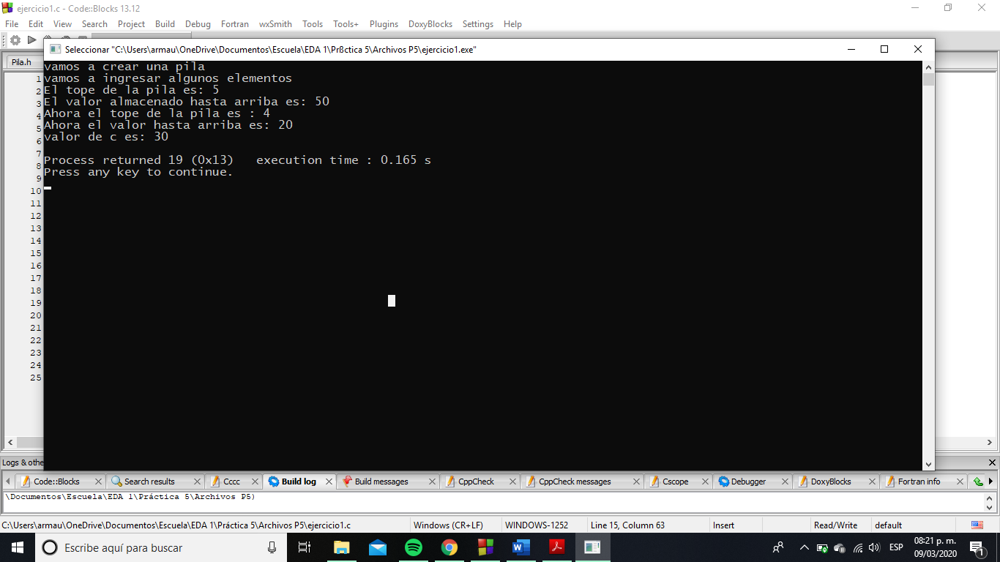 ejercicio1.c - Code::Blocks 13.12
File Edit View Search Project Build Debug Fortran wxSmith Tools Tools+ Plugins DoxyBlocks Settings Help
Seleccionar "C:\Users\armau\OneDrive\Documentos\Escuela\EDA 1\Prßctica 5\Archivos P5\ejercicio1.exe"
Pila.h
vamos a crear una pila
vamos a ingresar algunos elementos
El tope de la pila es: 5
El valor almacenado hasta arriba es: 50
Ahora el tope de la pila es : 4
Ahora el valor hasta arriba es: 20
valor de c es: 30
Process returned 19 (0x13) execution time : 0.165 s
Press any key to continue.
1
2
3
4
5
6
7
8
9
10
11
12
13
14
15
16
17
18
19
20
21
22
23
24
25
Logs & othe
Code::Blocks Search results Cccc Build log Build messages CppCheck CppCheck messages Cscope Debugger DoxyBlocks Fortran info
\Documentos\Escuela\EDA 1\Práctica 5\Archivos P5)
C:\Users\armau\OneDrive\Documentos\Escuela\EDA 1\Práctica 5\Archivos P5\ejercicio1.c Windows (CR+LF) WINDOWS-1252 Line 15, Column 63 Insert Read/Write default
Escribe aquí para buscar
ESP
08:21 p. m.
09/03/2020
1